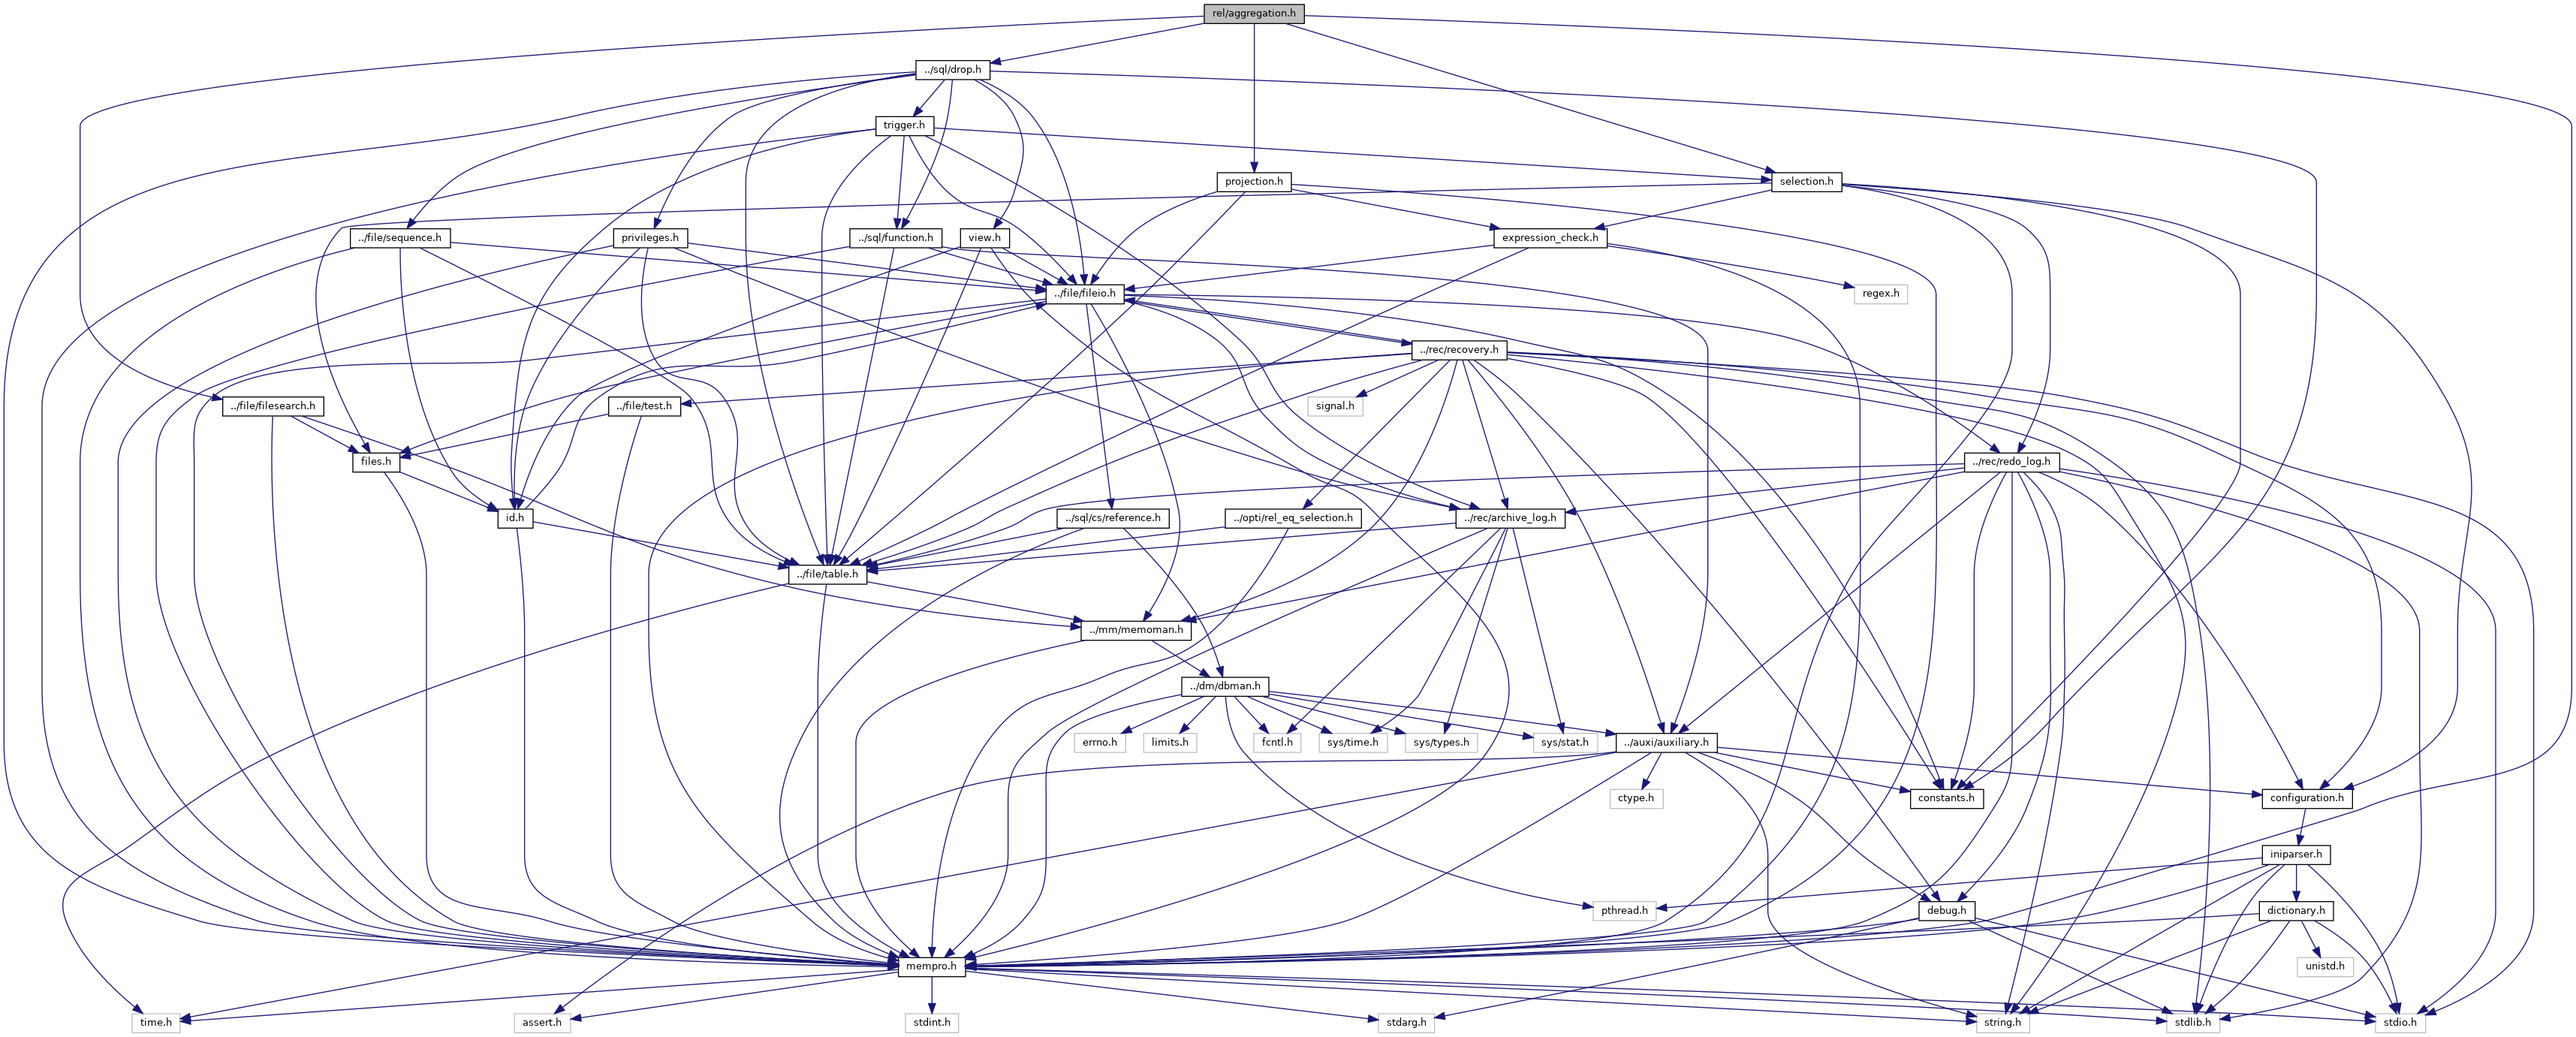 rel/aggregation.h
../sql/drop.h
trigger.h
projection.h
selection.h
../file/sequence.h
privileges.h
../sql/function.h
view.h
expression_check.h
../file/fileio.h
regex.h
../rec/recovery.h
../file/filesearch.h
../file/test.h
signal.h
files.h
../rec/redo_log.h
id.h
../sql/cs/reference.h
../opti/rel_eq_selection.h
../rec/archive_log.h
../file/table.h
../mm/memoman.h
../dm/dbman.h
errno.h
limits.h
fcntl.h
sys/time.h
sys/types.h
sys/stat.h
../auxi/auxiliary.h
ctype.h
constants.h
configuration.h
iniparser.h
pthread.h
debug.h
dictionary.h
mempro.h
unistd.h
time.h
assert.h
stdint.h
stdarg.h
string.h
stdlib.h
stdio.h